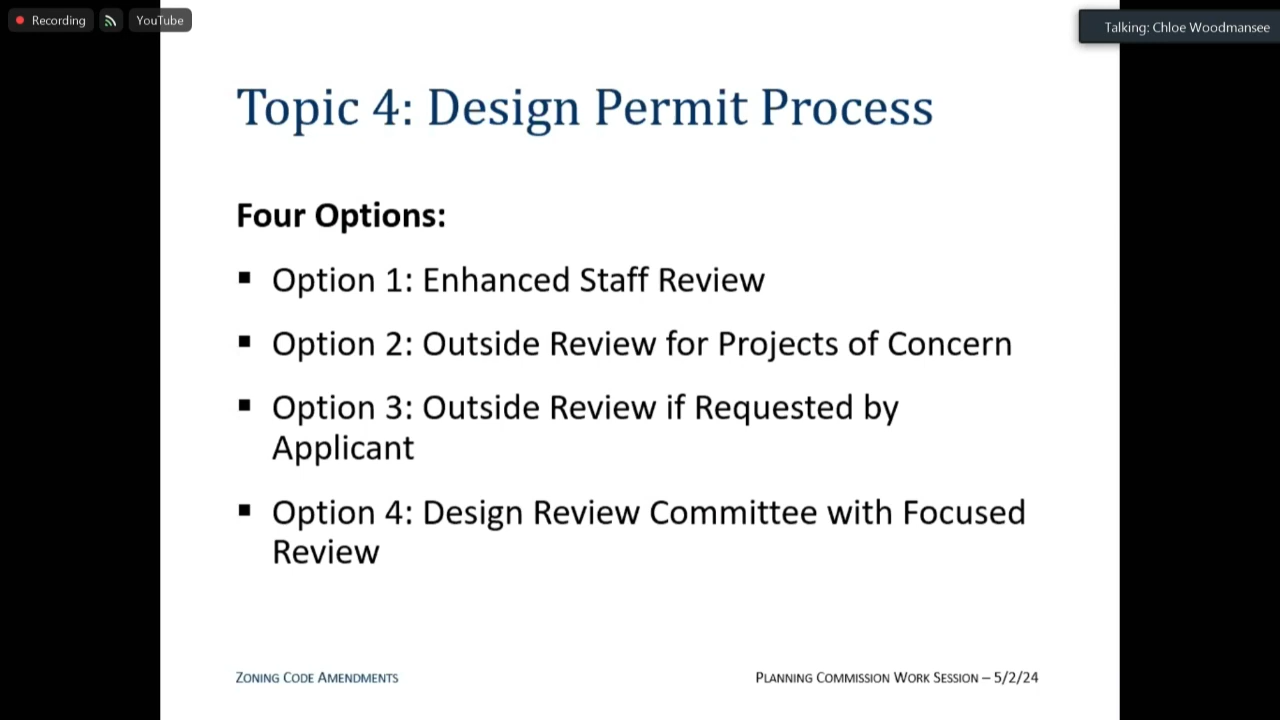 Recording
YouTube
Talking: Chloe Woodmansee
Topic 4: Design Permit Process
Four Options:
▪ Option 1: Enhanced Staff Review
▪ Option 2: Outside Review for Projects of Concern
▪ Option 3: Outside Review if Requested by
Applicant
▪ Option 4: Design Review Committee with Focused
Review
Zoning Code Amendments
Planning Commission Work Session – 5/2/24